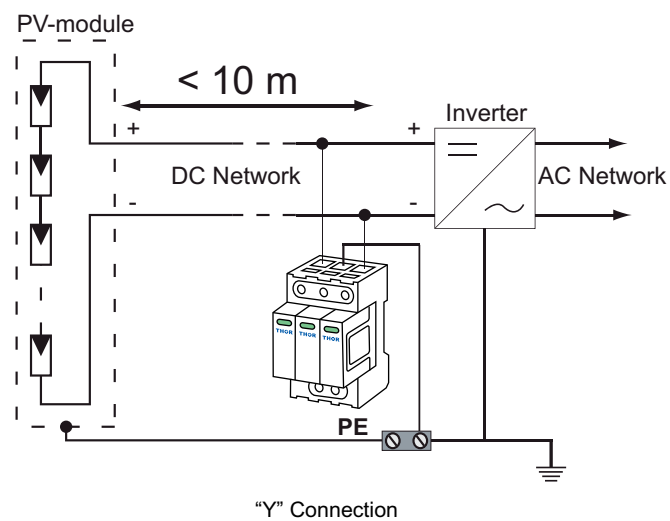 PV-module
< 10 m
Inverter
+
+
DC Network
AC Network
-
-
THOR
THOR
THOR
PE
“Y” Connection